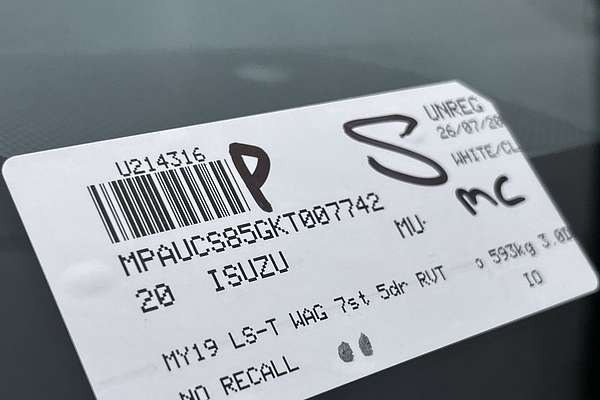 U214316 P S UNREG
26/07/20
WHITE/CL
MPAUCS85GKT007742 mc
20 ISUZU MU-
MY19 LS-T WAG 7st 5dr RVT 593kg 3.0
IO
NO RECALL